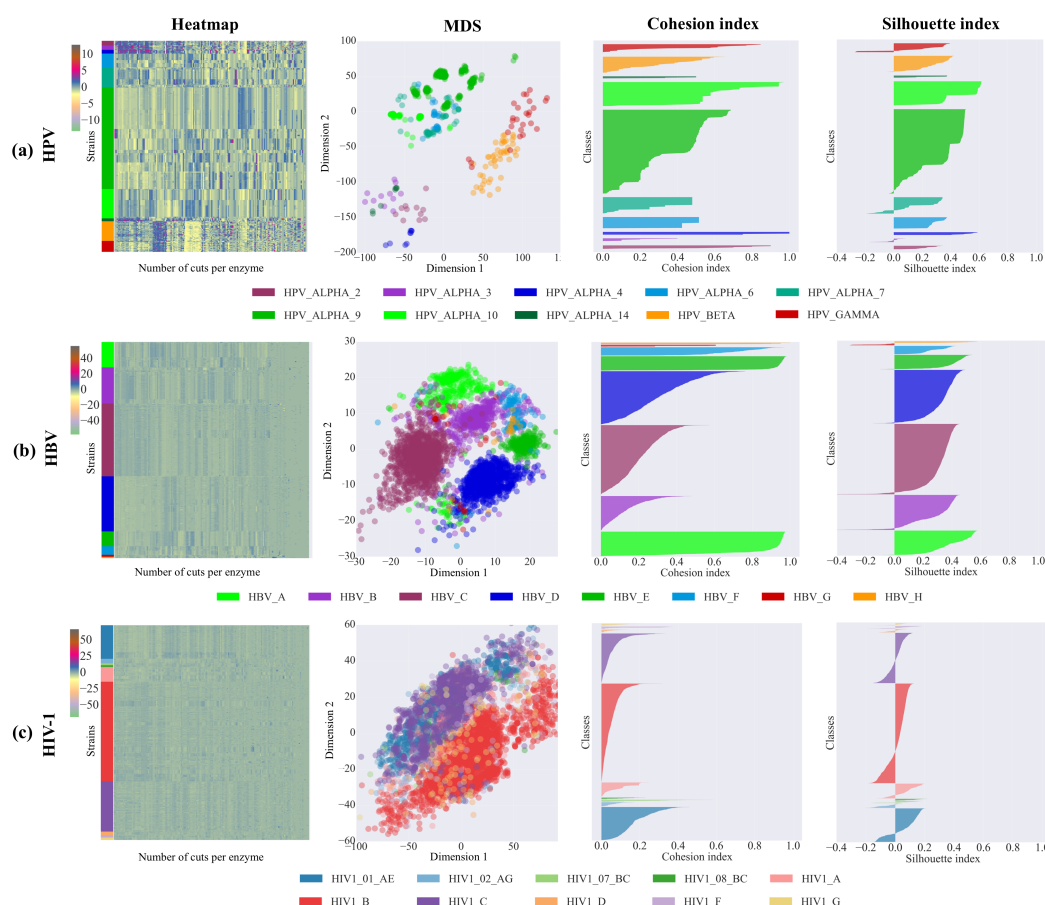 Heatmap MDS Cohesion index Silhouette index
(a) HPV
10
5
0
−5
−10
Strains
Number of cuts per enzyme
100
50
0
−50
−100
−150
−200
Dimension 2
−100 −50 0 50 100 1
Dimension 1
Classes
0.0 0.2 0.4 0.6 0.8 1.0
Cohesion index
Classes
−0.4 −0.2 0.0 0.2 0.4 0.6 0.8 1.0
Silhouette index
HPV_ALPHA_2 HPV_ALPHA_3 HPV_ALPHA_4 HPV_ALPHA_6 HPV_ALPHA_7
HPV_ALPHA_9 HPV_ALPHA_10 HPV_ALPHA_14 HPV_BETA HPV_GAMMA
(b) HBV
40
20
0
−20
−40
Strains
Number of cuts per enzyme
30
20
10
0
−10
−20
−30
Dimension 2
−30 −20 −10 0 10 20
Dimension 1
Classes
0.0 0.2 0.4 0.6 0.8 1.0
Cohesion index
Classes
−0.4 −0.2 0.0 0.2 0.4 0.6 0.8 1.0
Silhouette index
HBV_A HBV_B HBV_C HBV_D HBV_E HBV_F HBV_G HBV_H
(c) HIV-1
50
25
0
−25
−50
Strains
Number of cuts per enzyme
60
40
20
0
−20
−40
−60
Dimension 2
−100 −50 0 50
Dimension 1
Classes
0.0 0.2 0.4 0.6 0.8 1.0
Cohesion index
Classes
−0.4 −0.2 0.0 0.2 0.4 0.6 0.8 1.0
Silhouette index
HIV1_01_AE HIV1_02_AG HIV1_07_BC HIV1_08_BC HIV1_A
HIV1_B HIV1_C HIV1_D HIV1_F HIV1_G